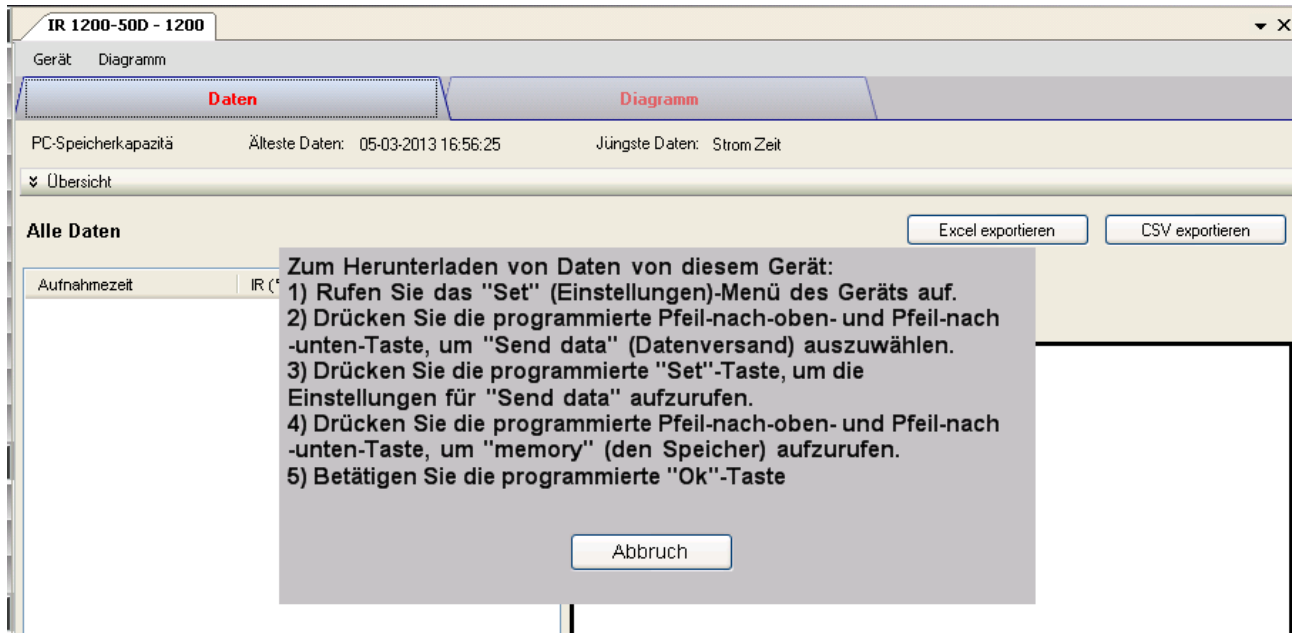 IR 1200-50D - 1200
Gerät Diagramm
Daten Diagramm
PC-Speicherkapazitä Älteste Daten: 05-03-2013 16:56:25 Jüngste Daten: Strom Zeit
Übersicht
Alle Daten Excel exportieren CSV exportieren
Aufnahmezeit IR (
Zum Herunterladen von Daten von diesem Gerät:
1) Rufen Sie das "Set" (Einstellungen)-Menü des Geräts auf.
2) Drücken Sie die programmierte Pfeil-nach-oben- und Pfeil-nach
-unten-Taste, um "Send data" (Datenversand) auszuwählen.
3) Drücken Sie die programmierte "Set"-Taste, um die
Einstellungen für "Send data" aufzurufen.
4) Drücken Sie die programmierte Pfeil-nach-oben- und Pfeil-nach
-unten-Taste, um "memory" (den Speicher) aufzurufen.
5) Betätigen Sie die programmierte "Ok"-Taste
Abbruch